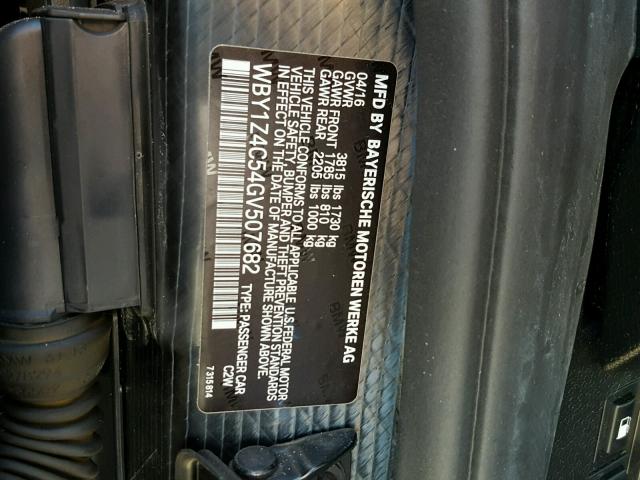 MFD BY BAYERISCHE MOTOREN WERKE AG
04/16
GVWR 3815 lbs 1730 kg
GAWR FRONT 1785 lbs 810 kg
GAWR REAR 2205 lbs 1000 kg
THIS VEHICLE CONFORMS TO ALL APPLICABLE U.S.FEDERAL MOTOR
VEHICLE SAFETY, BUMPER AND THEFT PREVENTION STANDARDS
IN EFFECT ON THE DATE OF MANUFACTURE SHOWN ABOVE.
WBY1Z4C54GV507682 TYPE: PASSENGER CAR
C2W
7315814